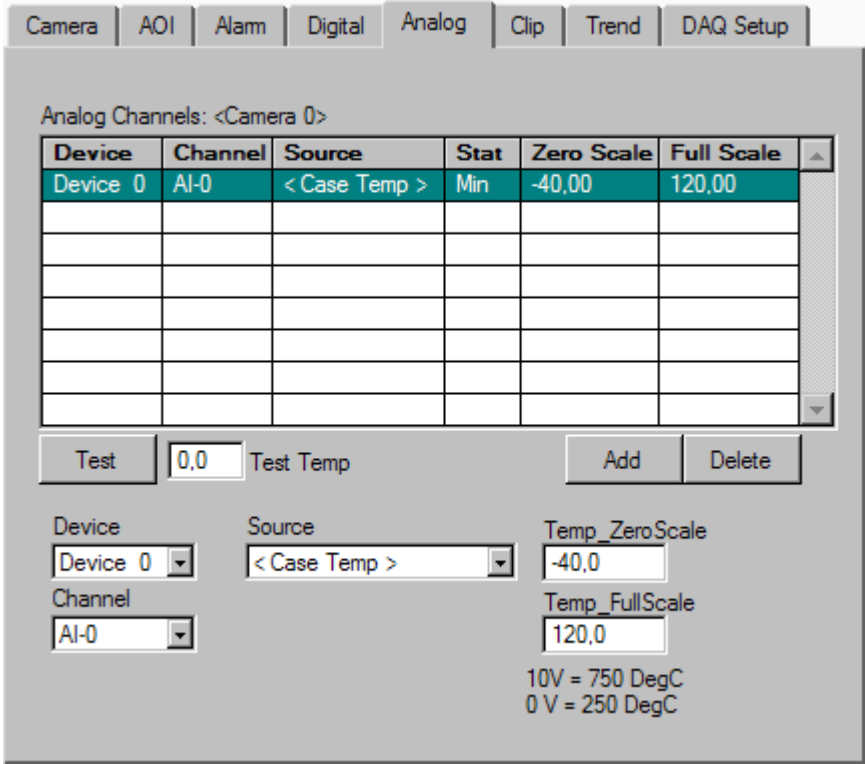 Camera AOI Alarm Digital Analog Clip Trend DAQ Setup
Analog Channels: <Camera 0>
Device Channel Source Stat Zero Scale Full Scale
Device 0 AI-0 < Case Temp > Min -40,00 120,00
Test 0,0 Test Temp Add Delete
Device Source Temp_ZeroScale
Device 0 < Case Temp > -40,0
Channel Temp_FullScale
AI-0 120,0
10V = 750 DegC
0 V = 250 DegC